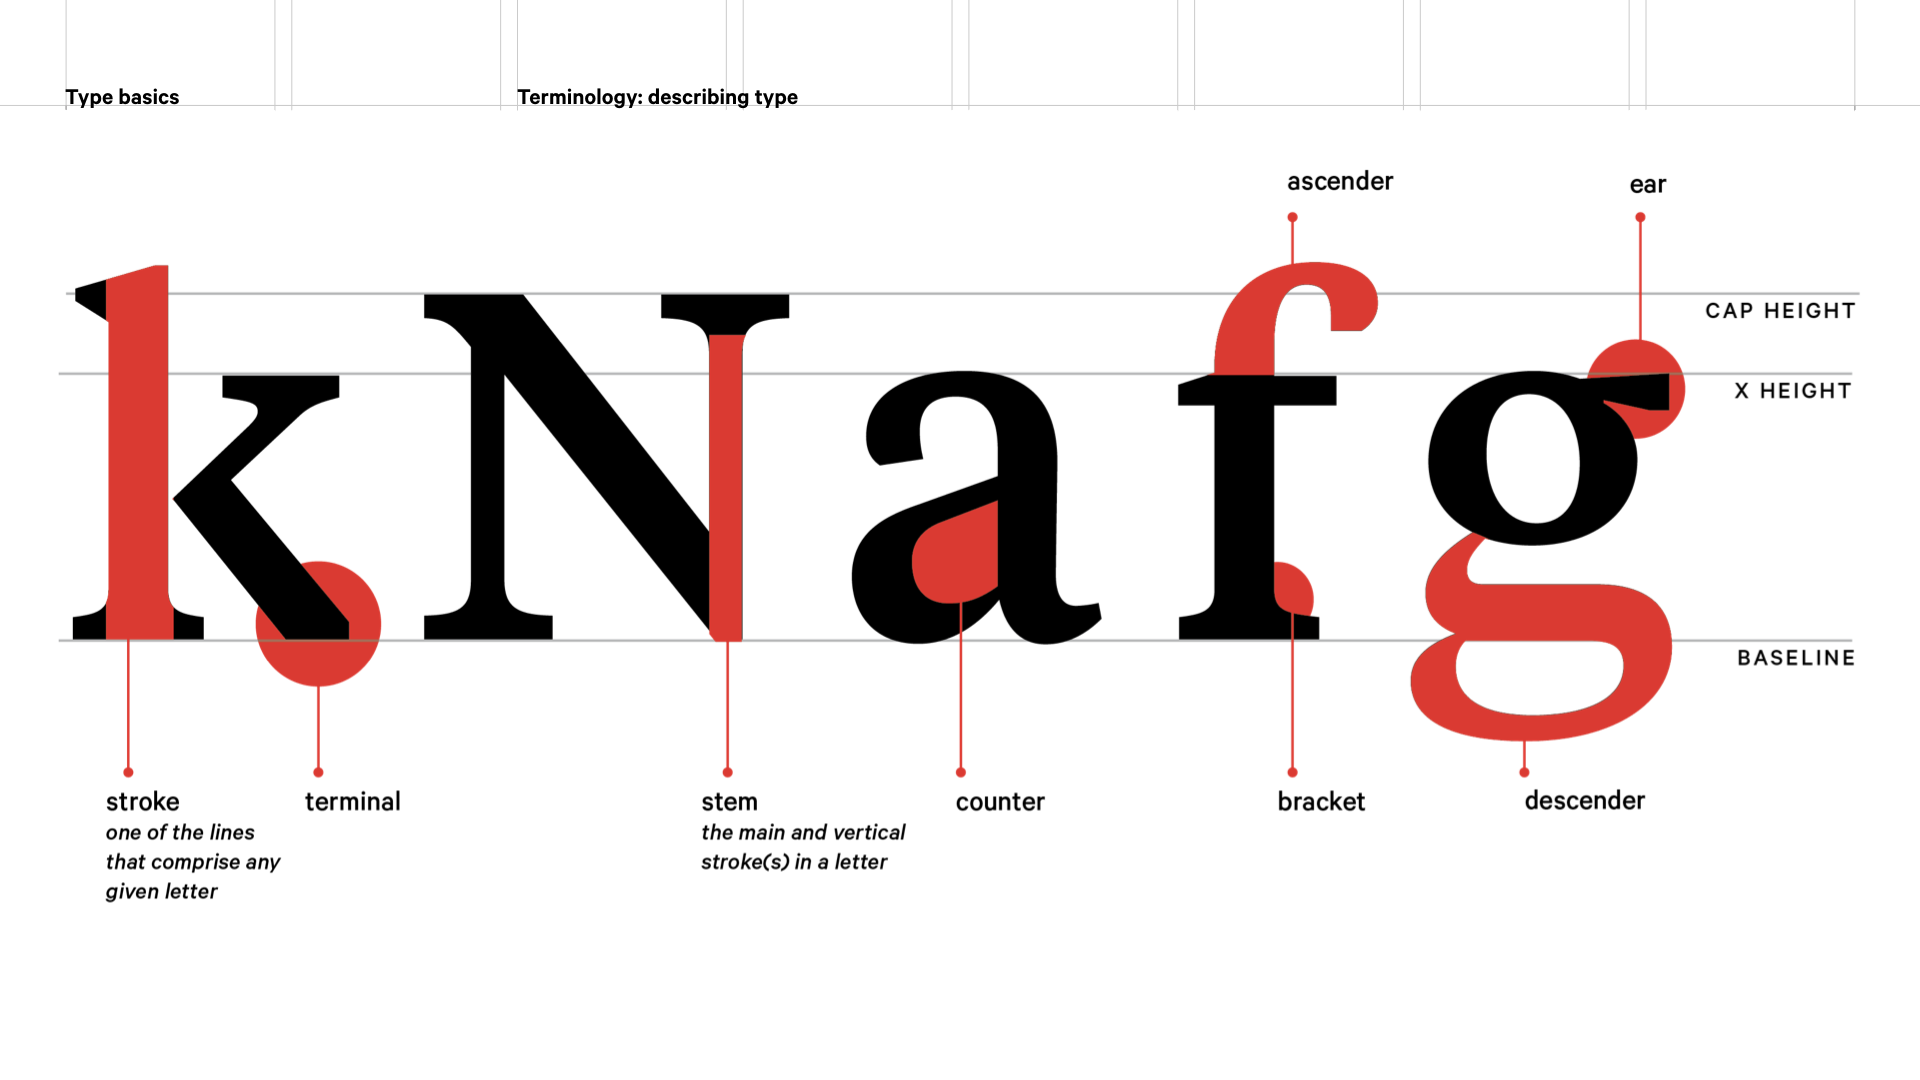 Type basics
Terminology: describing type
ascender
ear
CAP HEIGHT
X HEIGHT
kNafg
BASELINE
stroke
one of the lines
that comprise any
given letter
terminal
stem
the main and vertical
stroke(s) in a letter
counter
bracket
descender